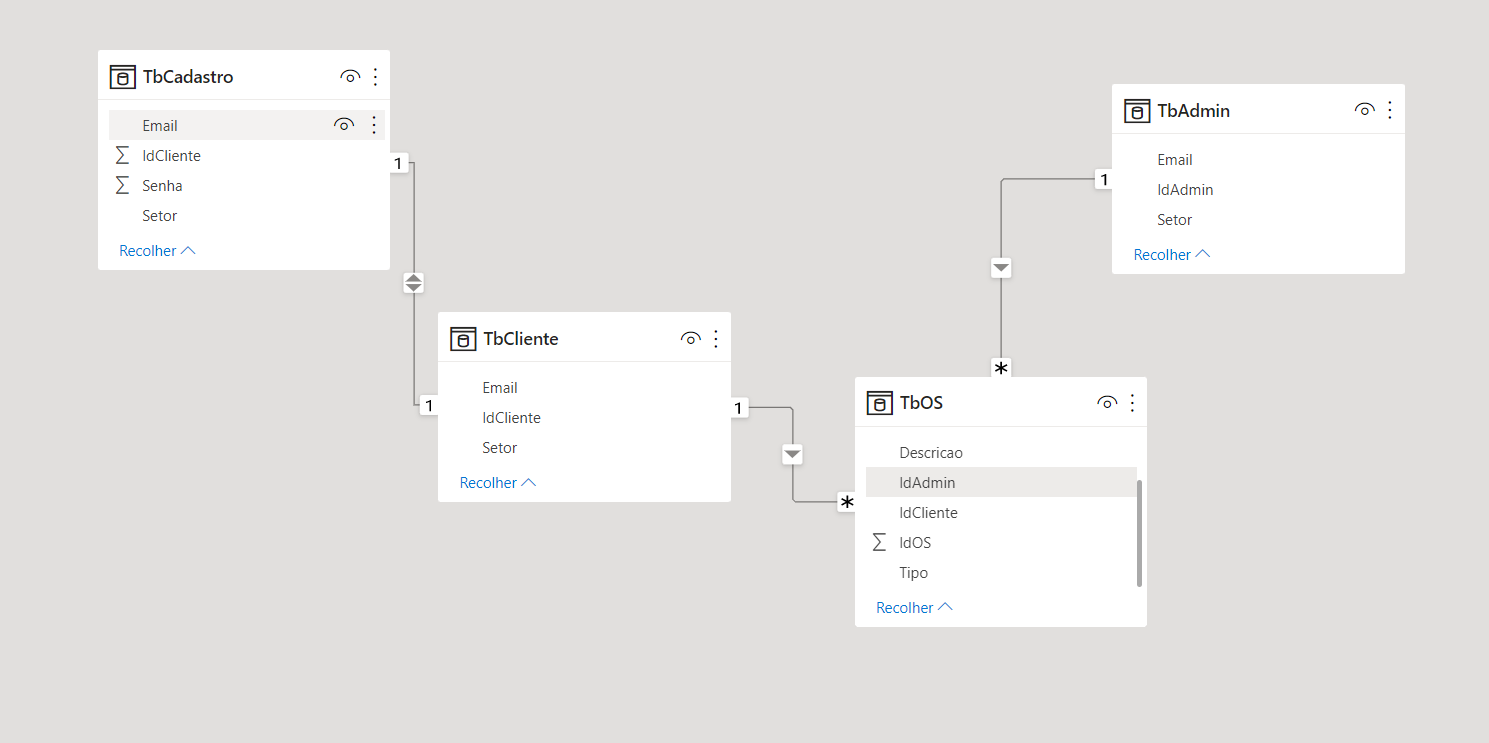 TbCadastro
Email
IdCliente
Senha
Setor
Recolher
1
1
TbCliente
Email
IdCliente
Setor
Recolher
1
*
TbAdmin
Email
IdAdmin
Setor
Recolher
1
*
TbOS
Descricao
IdAdmin
IdCliente
IdOS
Tipo
Recolher